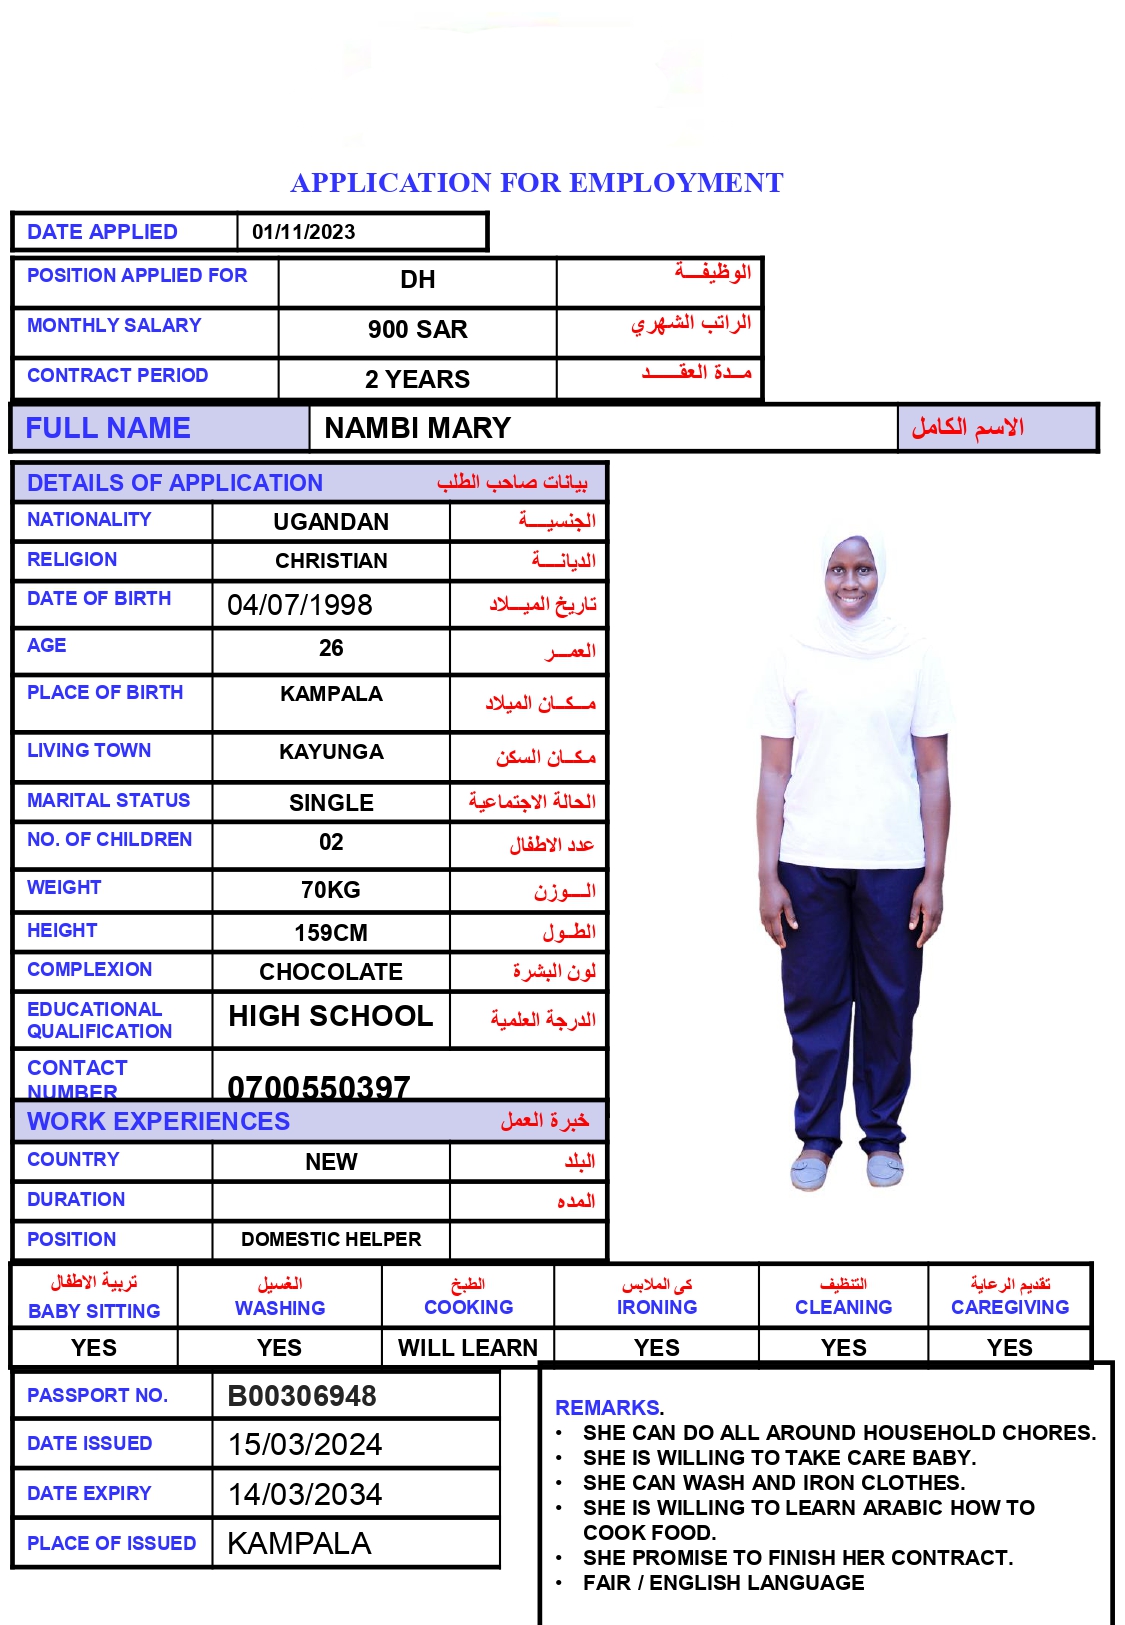 APPLICATION FOR EMPLOYMENT
DATE APPLIED 01/11/2023
POSITION APPLIED FOR DH الوظيفـــة
MONTHLY SALARY 900 SAR الراتب الشهري
CONTRACT PERIOD 2 YEARS مــدة العقـــــد
FULL NAME NAMBI MARY الاسم الكامل
DETAILS OF APPLICATION بيانات صاحب الطلب
NATIONALITY UGANDAN الجنسيــــة
RELIGION CHRISTIAN الديانـــة
DATE OF BIRTH 04/07/1998 تاريخ الميـــلاد
AGE 26 العمـــر
PLACE OF BIRTH KAMPALA مــكــان الميلاد
LIVING TOWN KAYUNGA مكــان السكن
MARITAL STATUS SINGLE الحالة الاجتماعية
NO. OF CHILDREN 02 عدد الاطفال
WEIGHT 70KG الـــوزن
HEIGHT 159CM الطــول
COMPLEXION CHOCOLATE لون البشرة
EDUCATIONAL QUALIFICATION HIGH SCHOOL الدرجة العلمية
CONTACT NUMBER 0700550397
WORK EXPERIENCES خبرة العمل
COUNTRY NEW البلد
DURATION المده
POSITION DOMESTIC HELPER
تربية الاطفال الغسيل الطبخ كى الملابس التنظيف تقديم الرعاية
BABY SITTING WASHING COOKING IRONING CLEANING CAREGIVING
YES YES WILL LEARN YES YES YES
PASSPORT NO. B00306948
DATE ISSUED 15/03/2024
DATE EXPIRY 14/03/2034
PLACE OF ISSUED KAMPALA
REMARKS.
• SHE CAN DO ALL AROUND HOUSEHOLD CHORES.
• SHE IS WILLING TO TAKE CARE BABY.
• SHE CAN WASH AND IRON CLOTHES.
• SHE IS WILLING TO LEARN ARABIC HOW TO
COOK FOOD.
• SHE PROMISE TO FINISH HER CONTRACT.
• FAIR / ENGLISH LANGUAGE